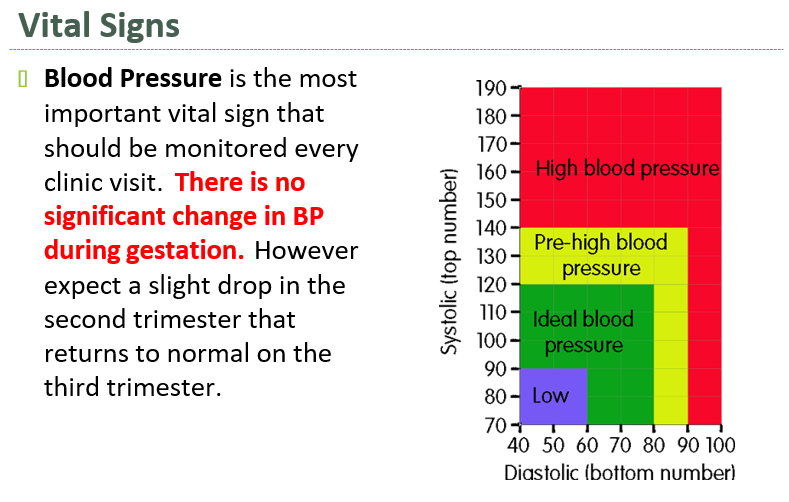 Vital Signs
Blood Pressure is the most
important vital sign that
should be monitored every
clinic visit. There is no
significant change in BP
during gestation. However
expect a slight drop in the
second trimester that
returns to normal on the
third trimester.
Systolic (top number)
190
180
170
160
150
140
130
120
110
100
90
80
70
High blood pressure
Pre-high blood
pressure
Ideal blood
pressure
Low
40 50 60 70 80 90 100
Diastolic (bottom number)